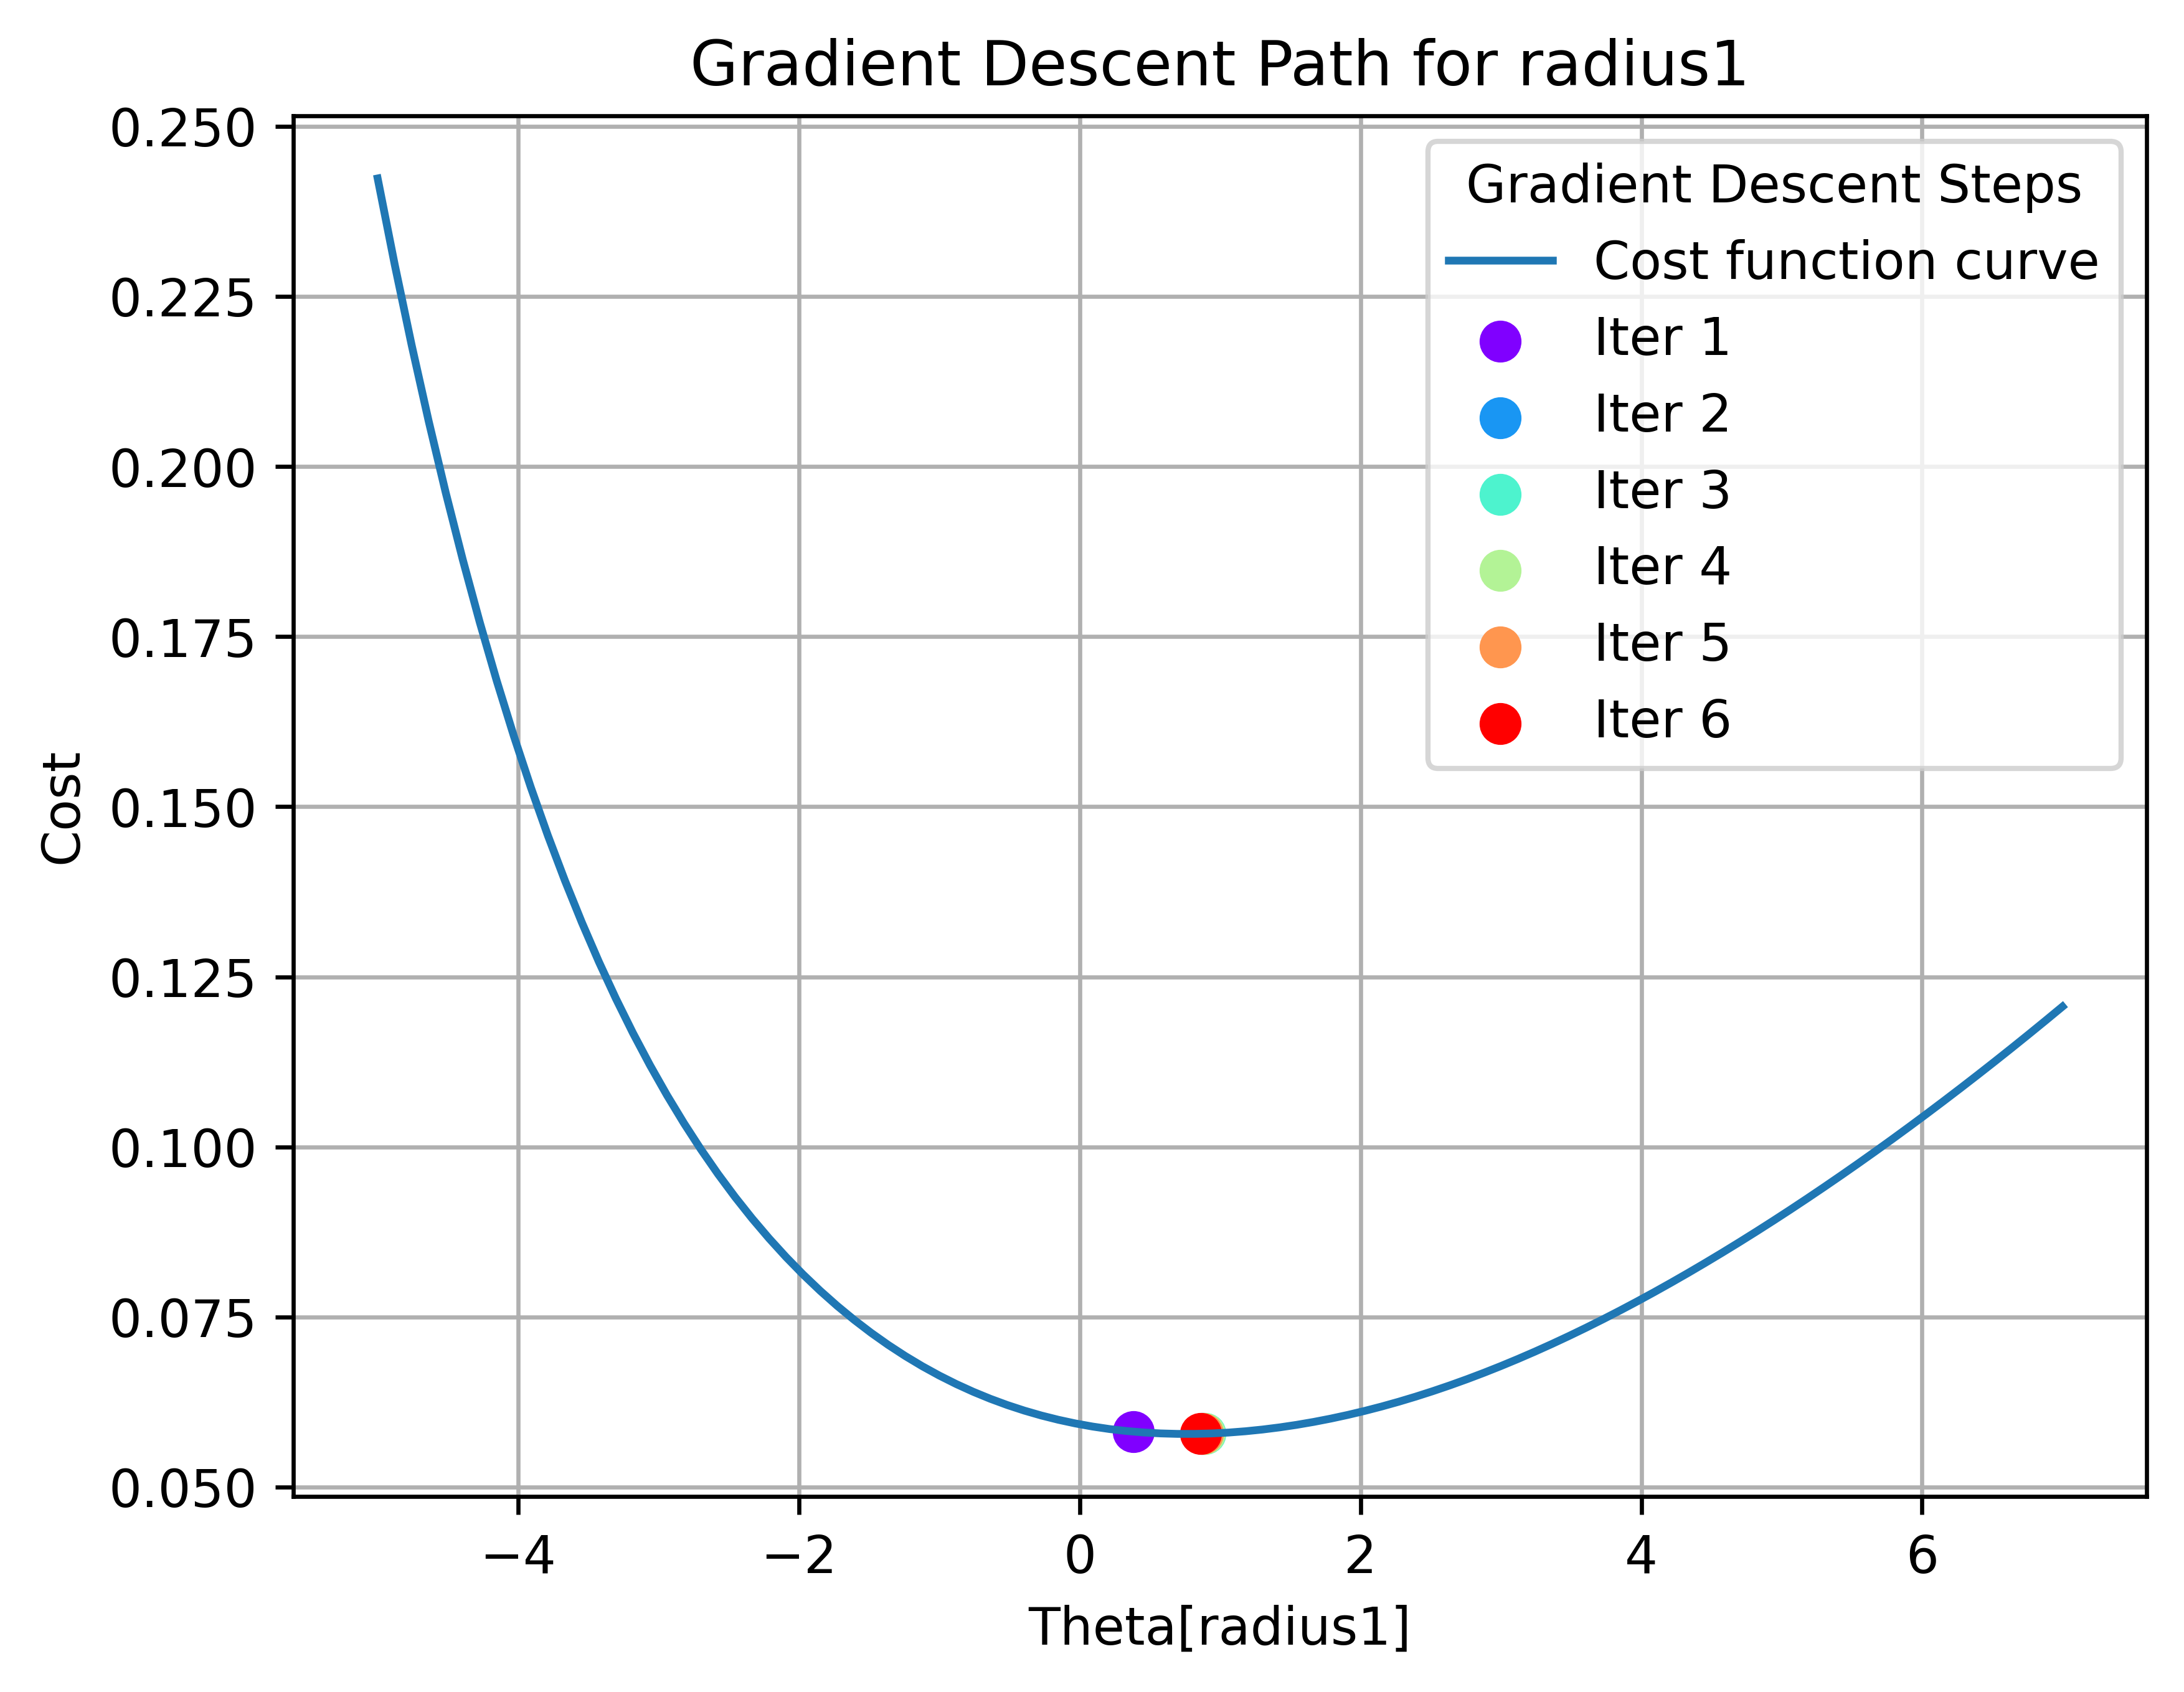 Gradient Descent Path for radius1
0.250
0.225
0.200
0.175
0.150
0.125
0.100
0.075
0.050
Cost
Gradient Descent Steps
Cost function curve
Iter 1
Iter 2
Iter 3
Iter 4
Iter 5
Iter 6
−4 −2 0 2 4 6
Theta[radius1]